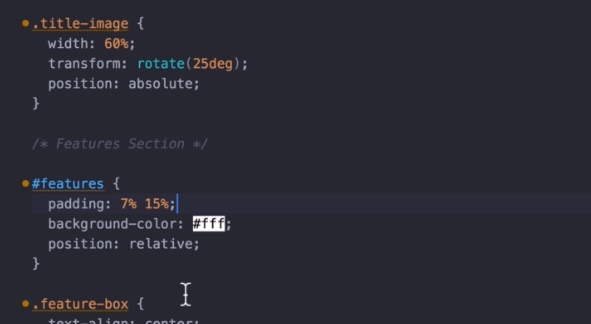 .title-image {
width: 60%;
transform: rotate(25deg);
position: absolute;
}
/* Features Section */
#features {
padding: 7% 15%;
background-color: #fff;
position: relative;
}
.feature-box {
text-align: center;